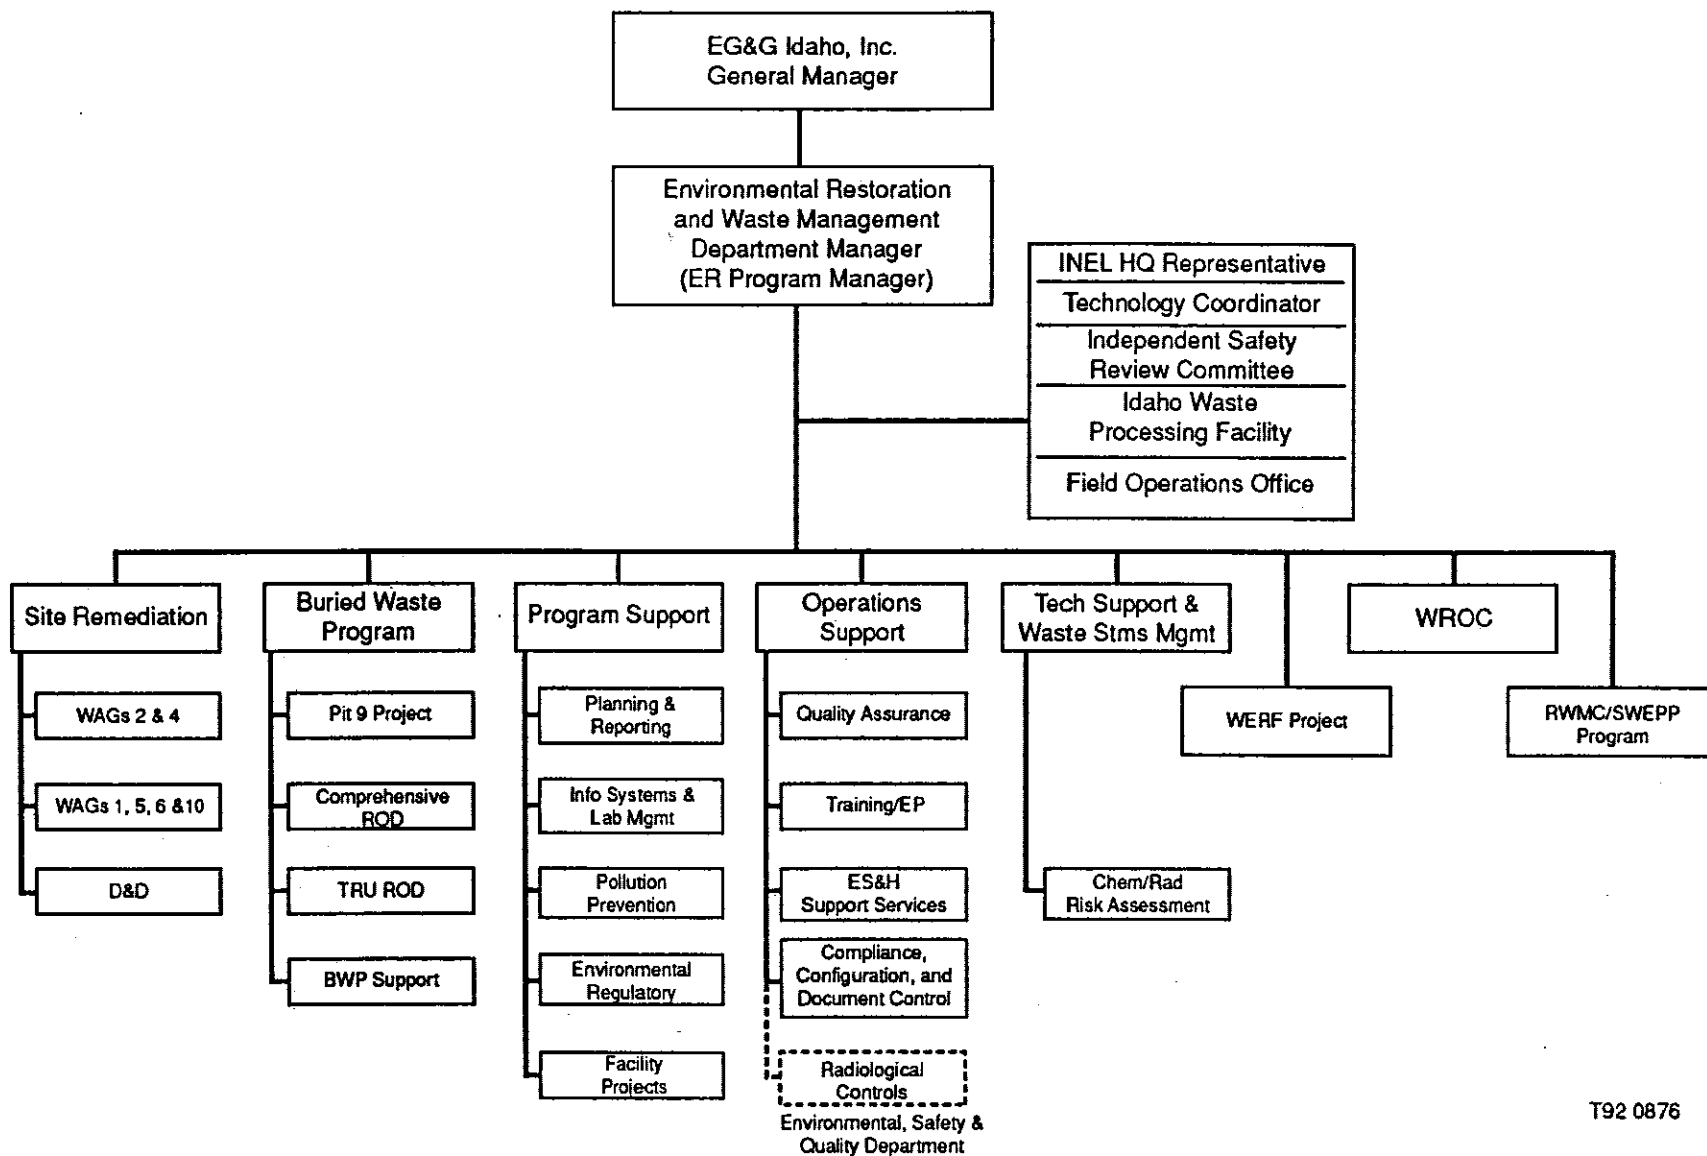 EG&G Idaho, Inc.
General Manager
Environmental Restoration
and Waste Management
Department Manager
(ER Program Manager)
INEL HQ Representative
Technology Coordinator
Independent Safety
Review Committee
Idaho Waste
Processing Facility
Field Operations Office
Site Remediation
WAGs 2 & 4
WAGs 1, 5, 6 &10
D&D
Buried Waste
Program
Pit 9 Project
Comprehensive
ROD
TRU ROD
BWP Support
Program Support
Planning &
Reporting
Info Systems &
Lab Mgmt
Pollution
Prevention
Environmental
Regulatory
Facility
Projects
Operations
Support
Quality Assurance
Training/EP
ES&H
Support Services
Compliance,
Configuration, and
Document Control
Radiological
Controls
Environmental, Safety &
Quality Department
Tech Support &
Waste Stms Mgmt
Chem/Rad
Risk Assessment
WERF Project
WROC
RWMC/SWEPP
Program
T92 0876